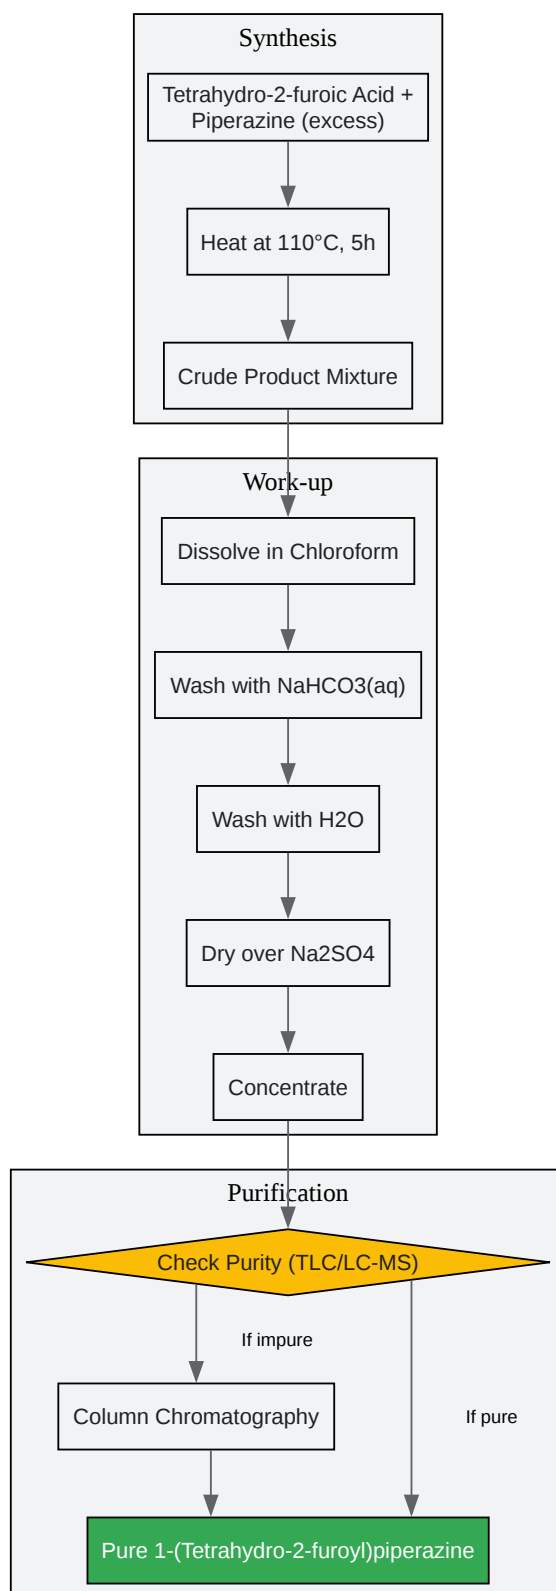 Synthesis
Tetrahydro-2-furoic Acid +
Piperazine (excess)
Heat at 110°C, 5h
Crude Product Mixture
Work-up
Dissolve in Chloroform
Wash with NaHCO3(aq)
Wash with H2O
Dry over Na2SO4
Concentrate
Purification
Check Purity (TLC/LC-MS)
If impure
Column Chromatography
If pure
Pure 1-(Tetrahydro-2-furoyl)piperazine